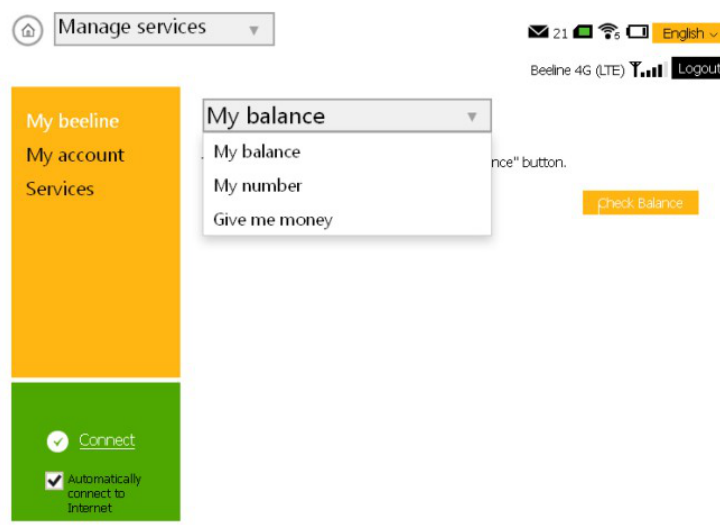 Manage services
21
5
English
Beeline 4G (LTE)
Logout
My beeline
My account
Services
My balance
My balance
My number
Give me money
nce" button.
Check Balance
Connect
Automatically
connect to
Internet